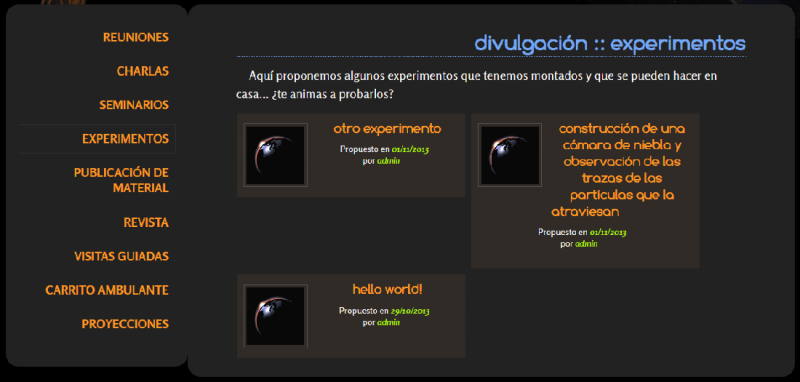 REUNIONES
CHARLAS
SEMINARIOS
EXPERIMENTOS
PUBLICACIÓN DE
MATERIAL
REVISTA
VISITAS GUIADAS
CARRITO AMBULANTE
PROYECCIONES
divulgación :: experimentos
Aquí proponemos algunos experimentos que tenemos montados y que se pueden hacer en
casa... ¿te animas a probarlos?
otro experimento
Propuesto en 01/11/2013
por admin
construcción de una
cámara de niebla y
observación de las
trazas de las
partículas que la
atraviesan
Propuesto en 01/11/2013
por admin
hello world!
Propuesto en 29/10/2013
por admin